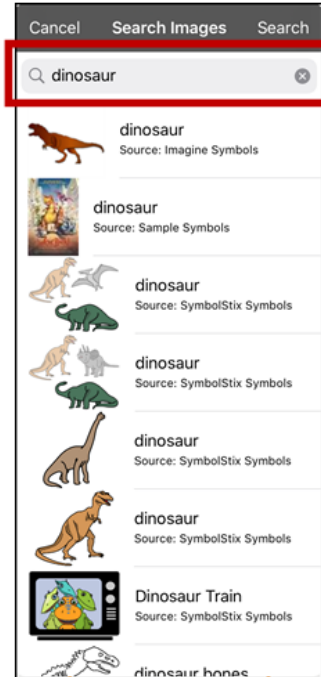 Cancel Search Images Search
dinosaur
dinosaur
Source: Imagine Symbols
dinosaur
Source: Sample Symbols
dinosaur
Source: SymbolStix Symbols
dinosaur
Source: SymbolStix Symbols
dinosaur
Source: SymbolStix Symbols
dinosaur
Source: SymbolStix Symbols
Dinosaur Train
Source: SymbolStix Symbols
dinosaur bones